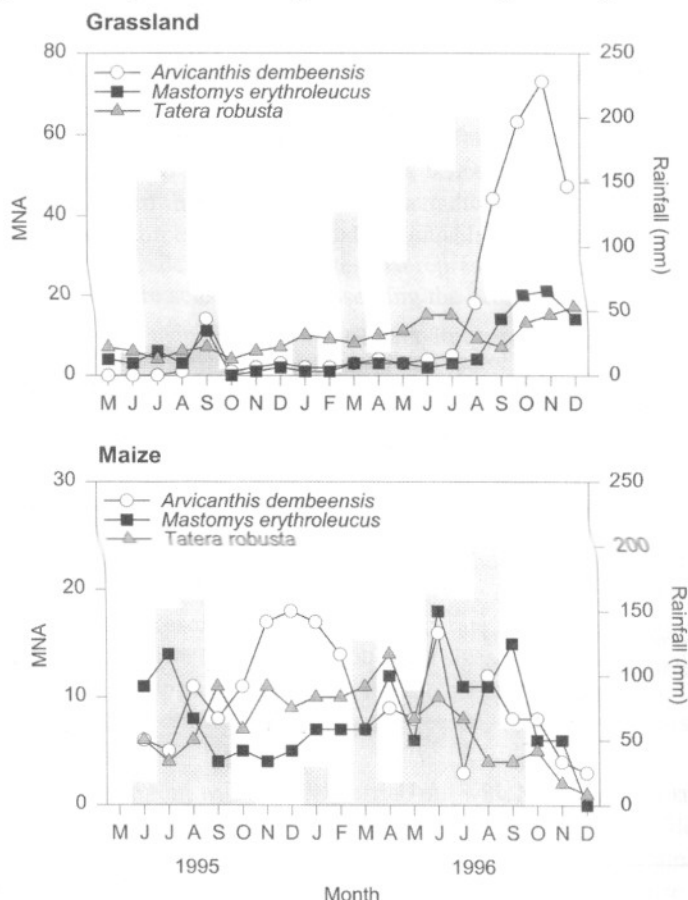 Grassland
80
60
40
20
0
MNA
Arvicanthis dembeensis
Mastomys erythroleucus
Tatera robusta
250
200
150
100
50
0
Rainfall (mm)
M J J A S O N D J F M A M J J A S O N D
Maize
30
20
10
0
MNA
Arvicanthis dembeensis
Mastomys erythroleucus
Tatera robusta
250
200
150
100
50
0
Rainfall (mm)
M J J A S O N D J F M A M J J A S O N D
1995 1996
Month